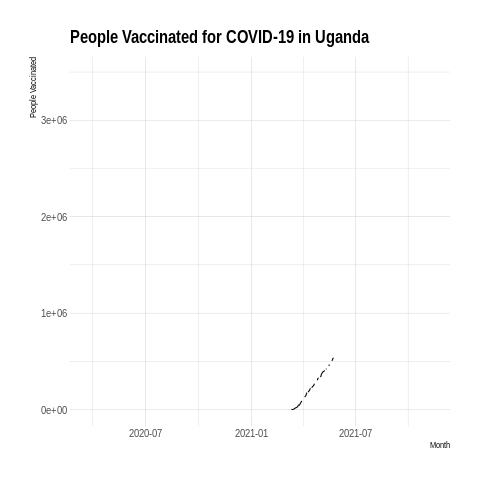 People Vaccinated for COVID-19 in Uganda
People Vaccinated
3e+06
2e+06
1e+06
0e+00
2020-07
2021-01
2021-07
Month